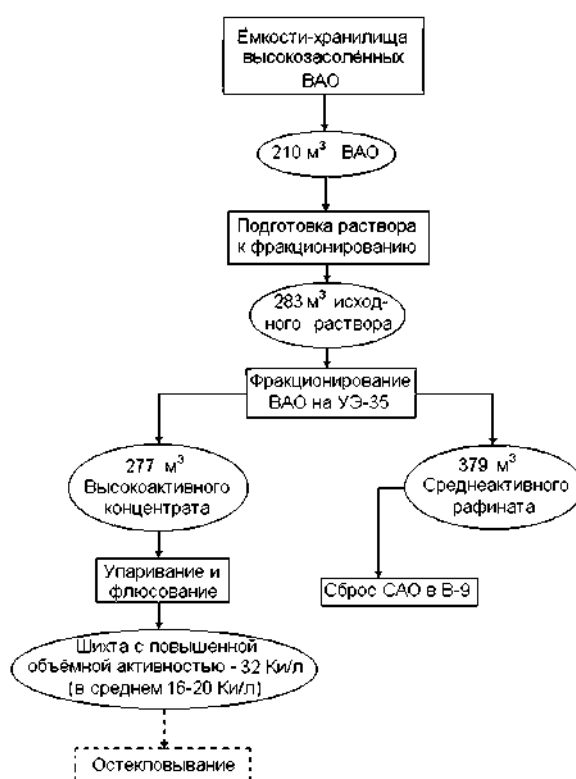 Ёмкости-хранилища
высокозасолённых
ВАО
210 м³ ВАО
Подготовка раствора
к фракционированию
283 м³ исход-
ного раствора
Фракционирование
ВАО на УЭ-35
277 м³
Высокоактивного
концентрата
379 м³
Среднеактивного
рафината
Упаривание и
флюсование
Сброс САО в В-9
Шихта с повышенной
объёмной активностью - 32 Ки/л
(в среднем 16-20 Ки/л)
Остекловывание